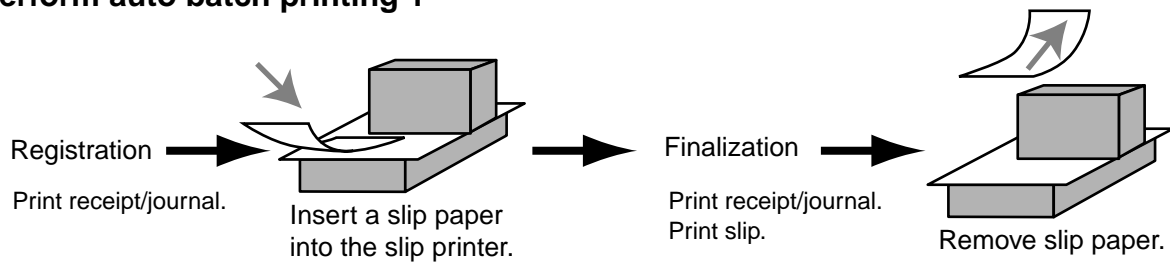 auto batch printing 1
Registration
Print receipt/journal.
Insert a slip paper
into the slip printer.
Finalization
Print receipt/journal.
Print slip.
Remove slip paper.